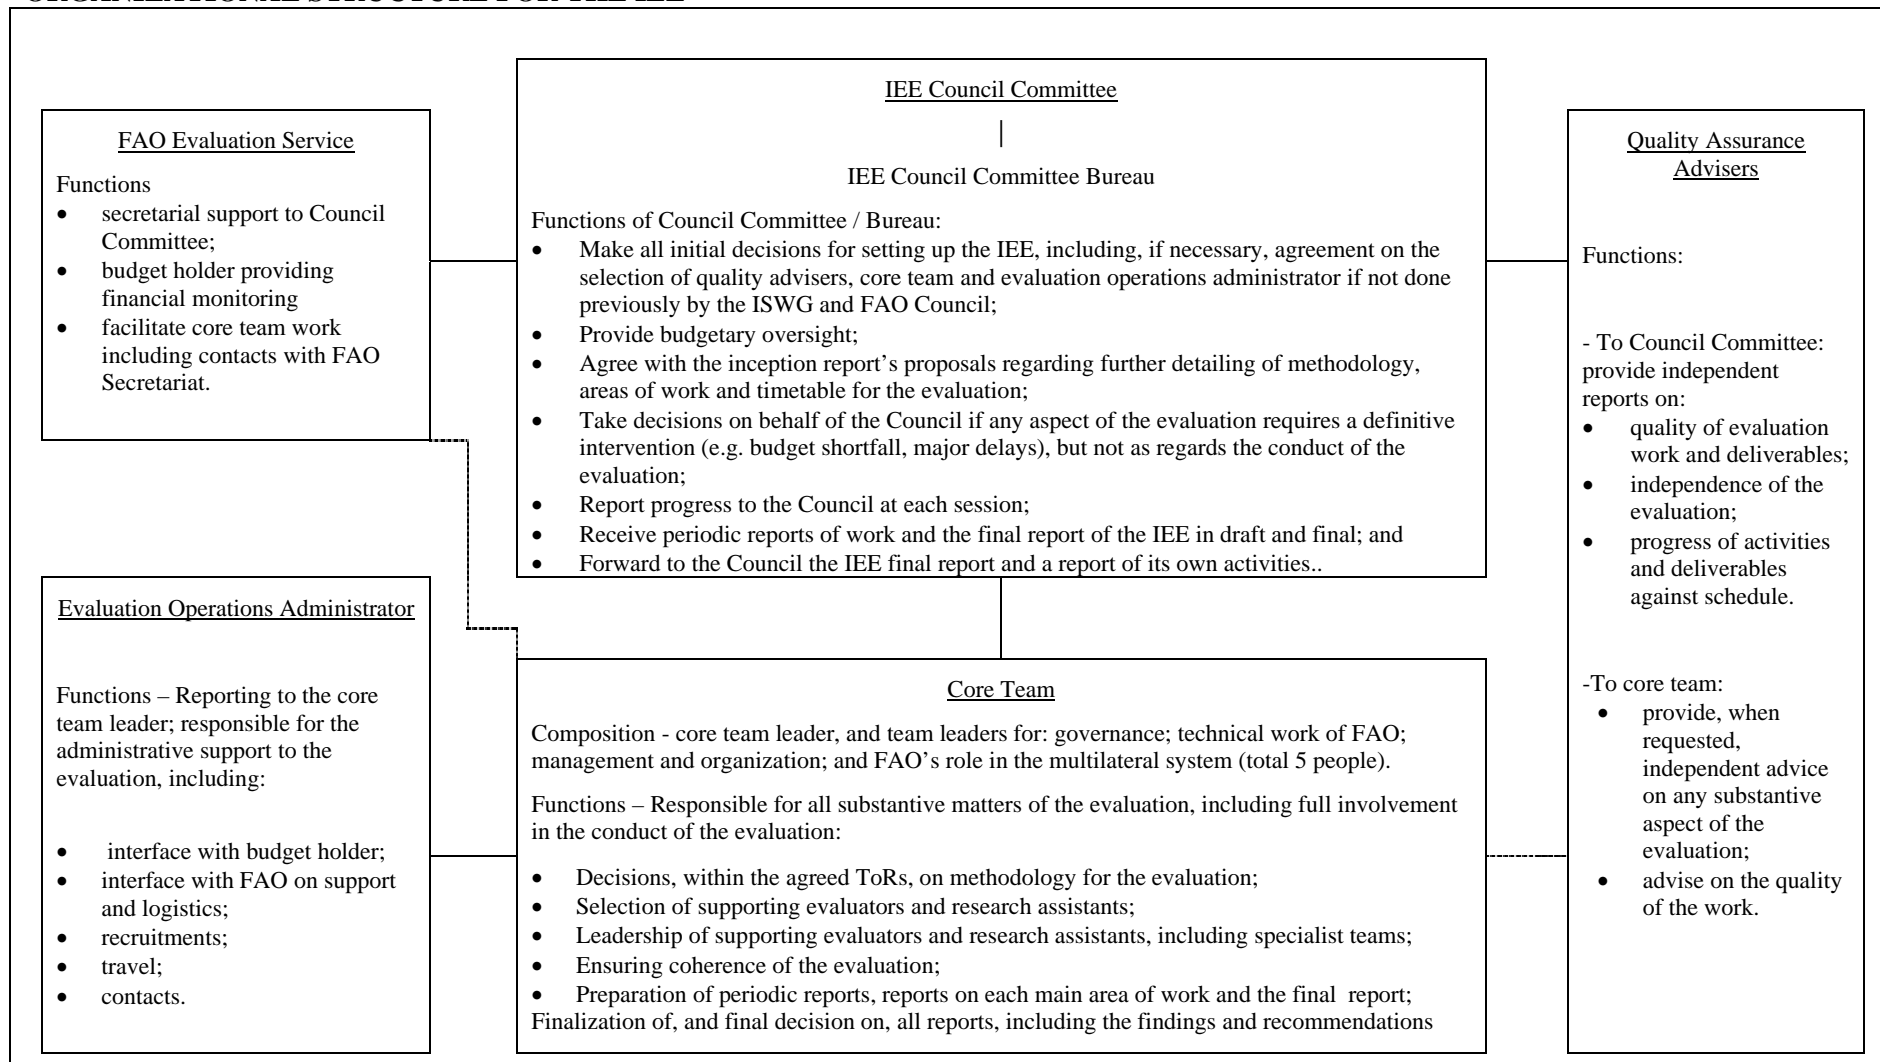 FAO Evaluation Service
Functions
• secretarial support to Council
Committee;
• budget holder providing
financial monitoring
• facilitate core team work
including contacts with FAO
Secretariat.
IEE Council Committee
|
IEE Council Committee Bureau
Functions of Council Committee / Bureau:
• Make all initial decisions for setting up the IEE, including, if necessary, agreement on the
selection of quality advisers, core team and evaluation operations administrator if not done
previously by the ISWG and FAO Council;
• Provide budgetary oversight;
• Agree with the inception report’s proposals regarding further detailing of methodology,
areas of work and timetable for the evaluation;
• Take decisions on behalf of the Council if any aspect of the evaluation requires a definitive
intervention (e.g. budget shortfall, major delays), but not as regards the conduct of the
evaluation;
• Report progress to the Council at each session;
• Receive periodic reports of work and the final report of the IEE in draft and final; and
• Forward to the Council the IEE final report and a report of its own activities..
Quality Assurance
Advisers
Functions:
- To Council Committee:
provide independent
reports on:
• quality of evaluation
work and deliverables;
• independence of the
evaluation;
• progress of activities
and deliverables
against schedule.
-To core team:
• provide, when
requested,
independent advice
on any substantive
aspect of the
evaluation;
• advise on the quality
of the work.
Evaluation Operations Administrator
Functions – Reporting to the core
team leader; responsible for the
administrative support to the
evaluation, including:
• interface with budget holder;
• interface with FAO on support
and logistics;
• recruitments;
• travel;
• contacts.
Core Team
Composition - core team leader, and team leaders for: governance; technical work of FAO;
management and organization; and FAO’s role in the multilateral system (total 5 people).
Functions – Responsible for all substantive matters of the evaluation, including full involvement
in the conduct of the evaluation:
• Decisions, within the agreed ToRs, on methodology for the evaluation;
• Selection of supporting evaluators and research assistants;
• Leadership of supporting evaluators and research assistants, including specialist teams;
• Ensuring coherence of the evaluation;
• Preparation of periodic reports, reports on each main area of work and the final  report;
Finalization of, and final decision on, all reports, including the findings and recommendations